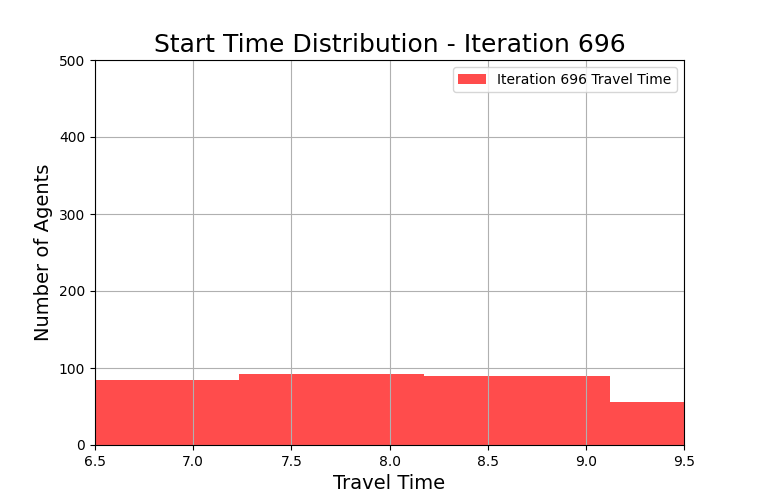 Start Time Distribution - Iteration 696
Iteration 696 Travel Time
Number of Agents
500
400
300
200
100
0
6.5 7.0 7.5 8.0 8.5 9.0 9.5
Travel Time